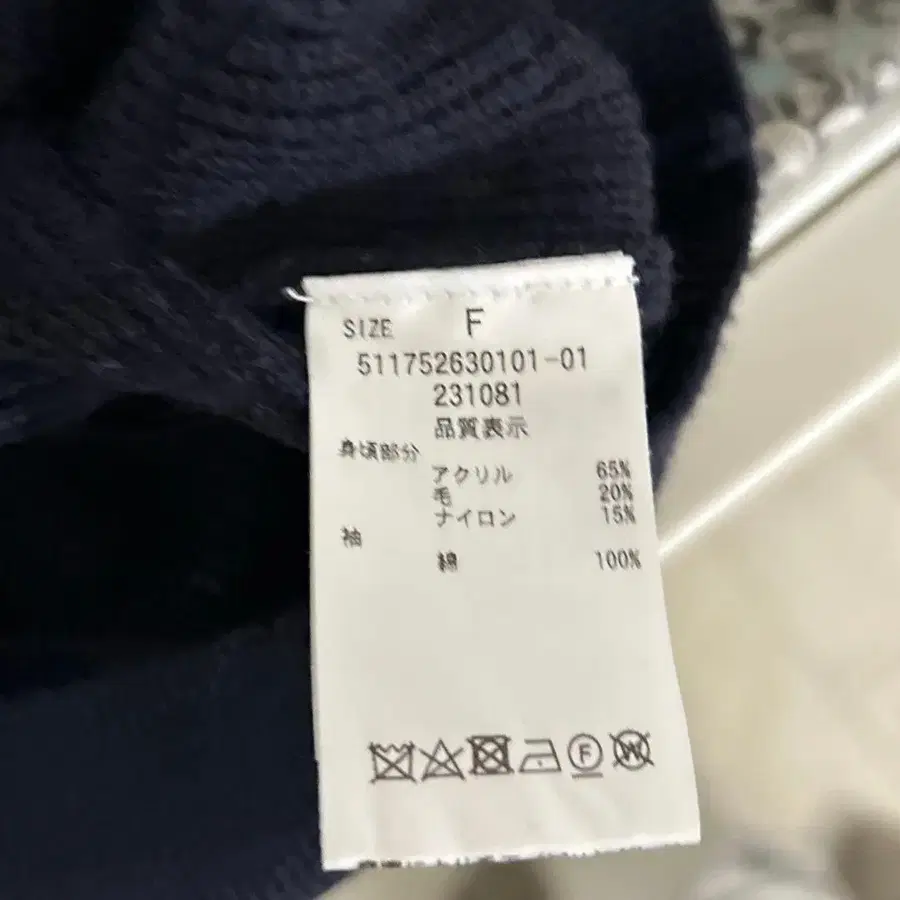 SIZE F
511752630101-01
231081
品質表示
身頃部分
アクリル 65%
毛 20%
ナイロン 15%
袖
綿 100%
F
W